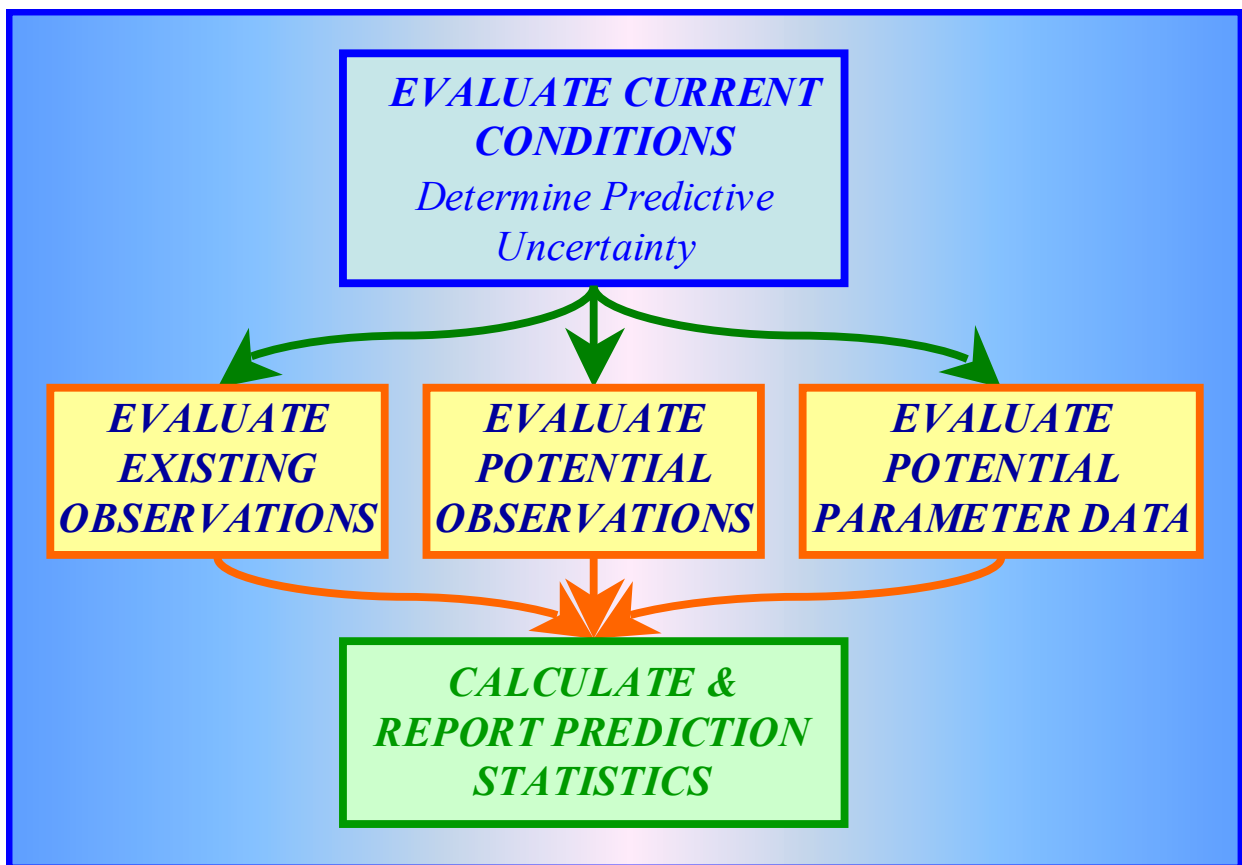 EVALUATE CURRENT
CONDITIONS
Determine Predictive
Uncertainty
EVALUATE
EXISTING
OBSERVATIONS
EVALUATE
POTENTIAL
OBSERVATIONS
EVALUATE
POTENTIAL
PARAMETER DATA
CALCULATE &
REPORT PREDICTION
STATISTICS